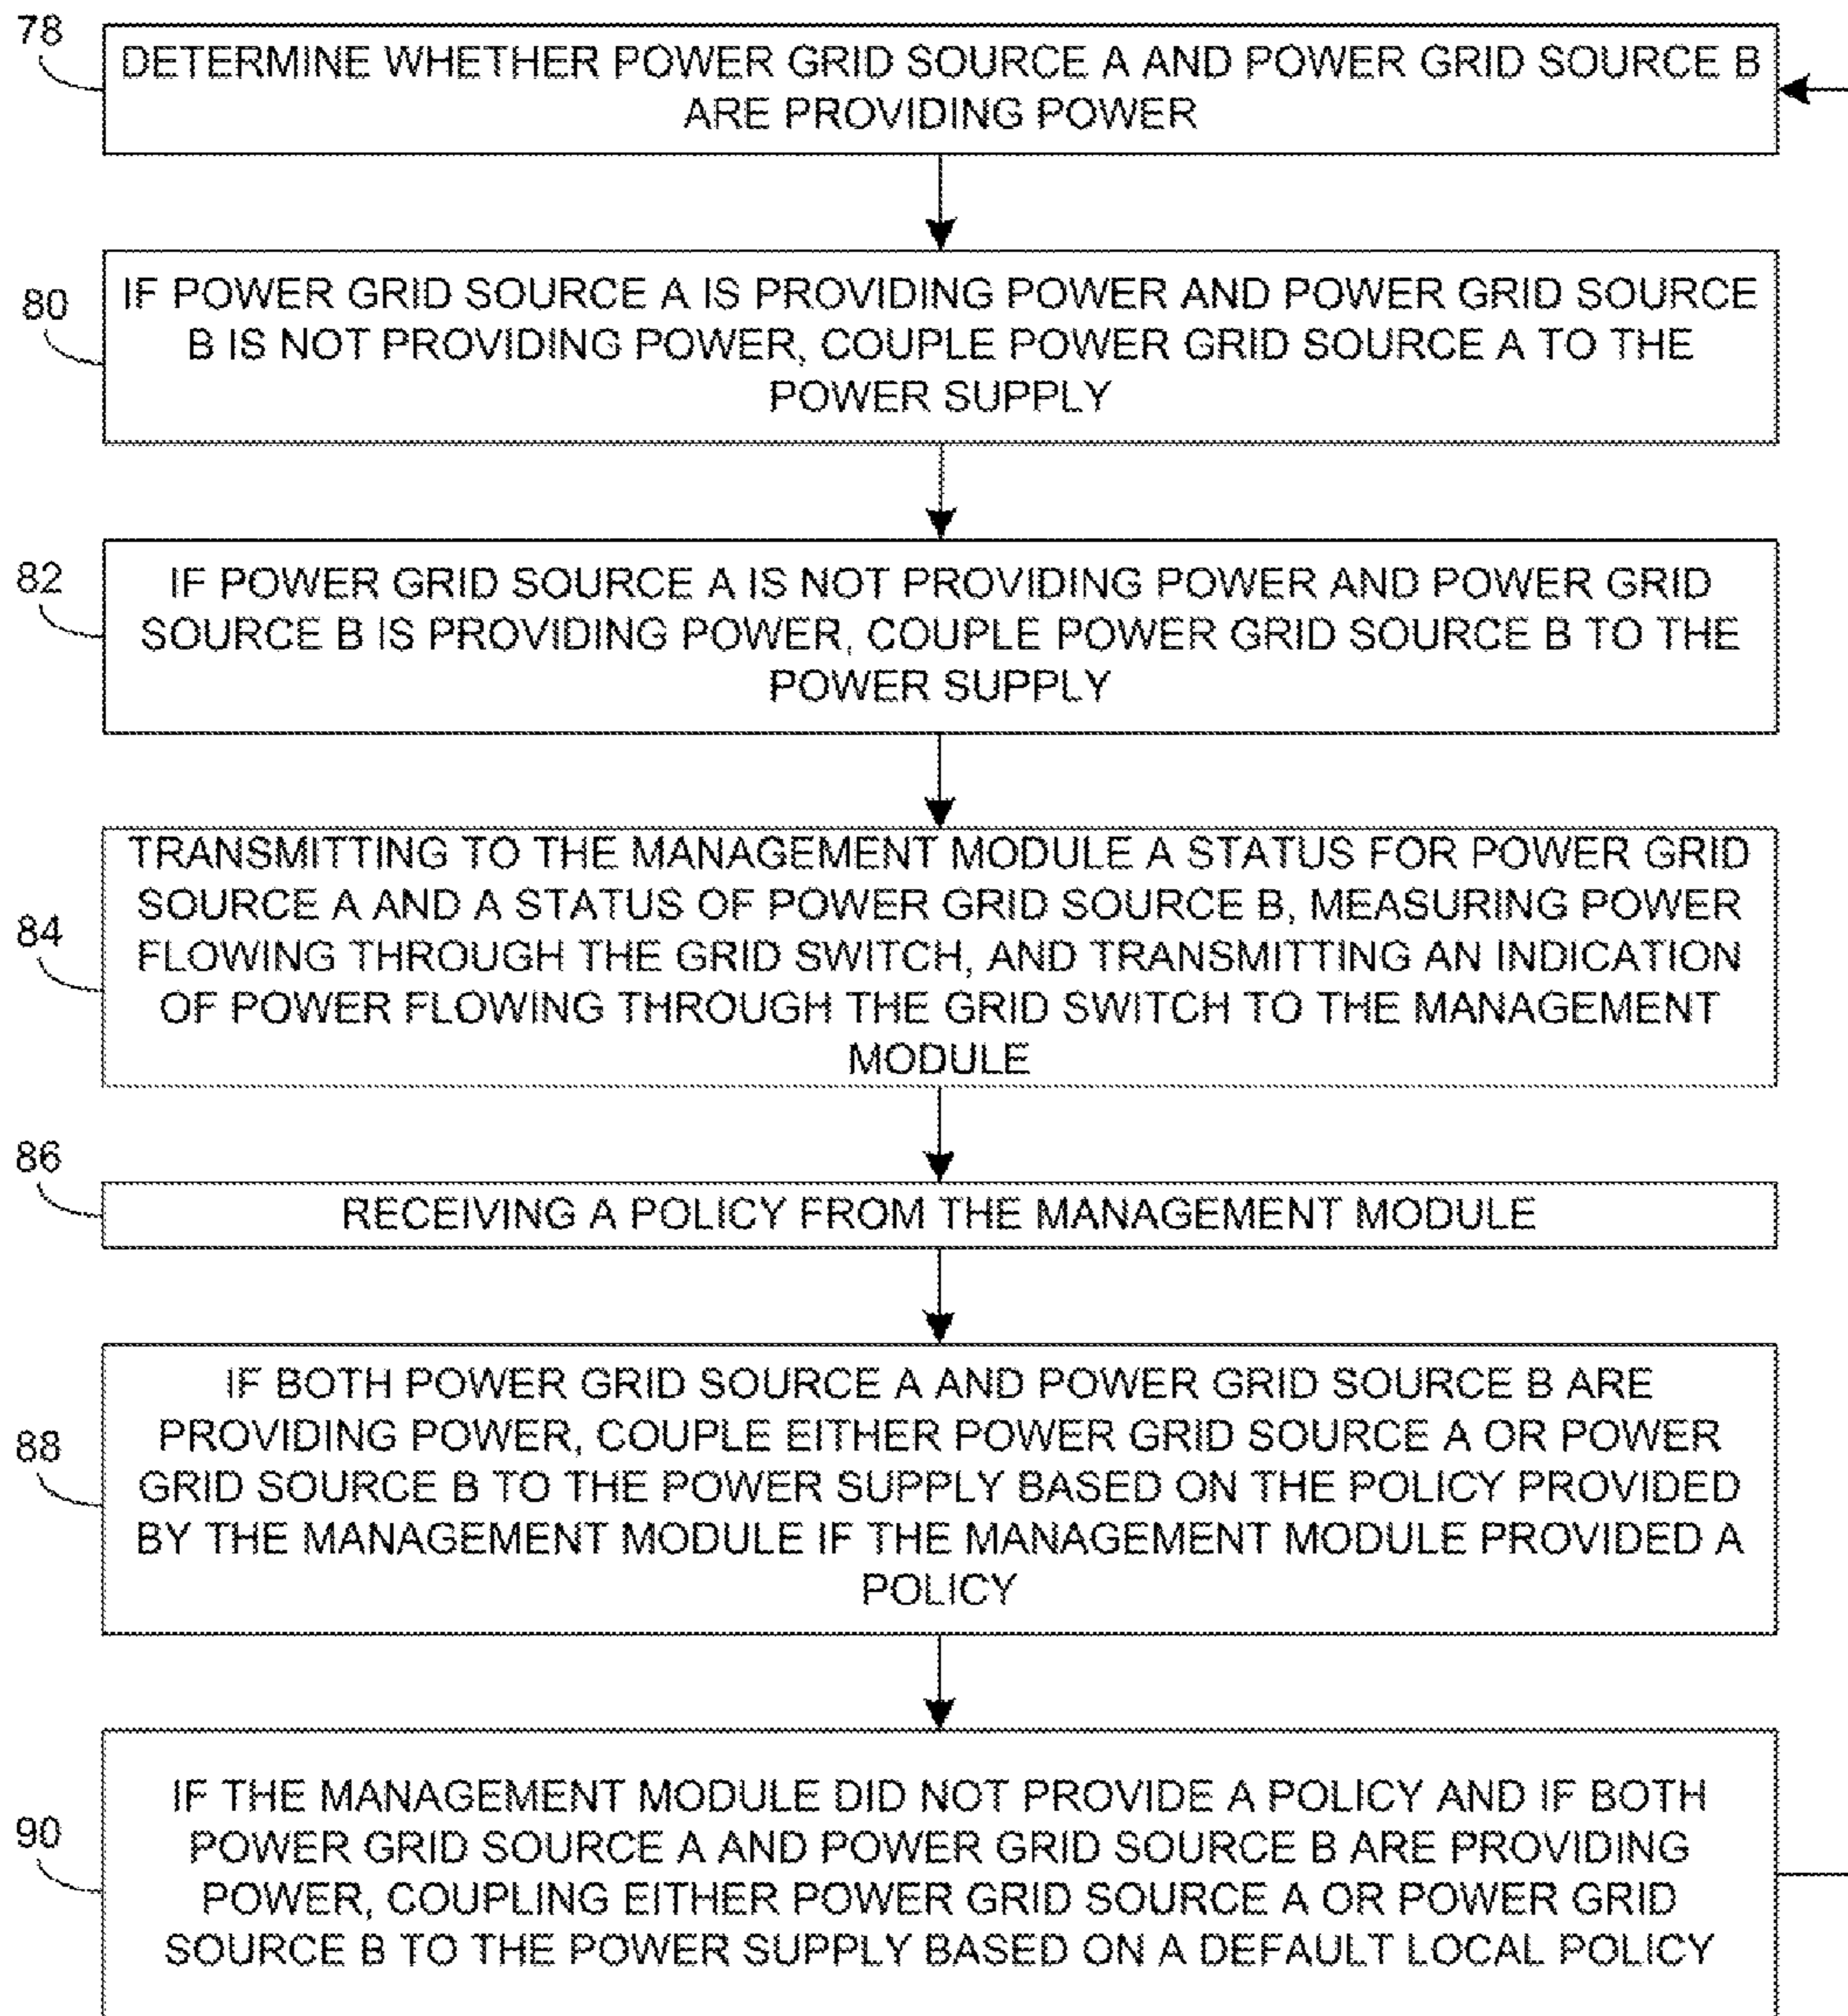 78
DETERMINE WHETHER POWER GRID SOURCE A AND POWER GRID SOURCE B
ARE PROVIDING POWER
80
IF POWER GRID SOURCE A IS PROVIDING POWER AND POWER GRID SOURCE
B IS NOT PROVIDING POWER, COUPLE POWER GRID SOURCE A TO THE
POWER SUPPLY
82
IF POWER GRID SOURCE A IS NOT PROVIDING POWER AND POWER GRID
SOURCE B IS PROVIDING POWER, COUPLE POWER GRID SOURCE B TO THE
POWER SUPPLY
84
TRANSMITTING TO THE MANAGEMENT MODULE A STATUS FOR POWER GRID
SOURCE A AND A STATUS OF POWER GRID SOURCE B, MEASURING POWER
FLOWING THROUGH THE GRID SWITCH, AND TRANSMITTING AN INDICATION
OF POWER FLOWING THROUGH THE GRID SWITCH TO THE MANAGEMENT
MODULE
86
RECEIVING A POLICY FROM THE MANAGEMENT MODULE
88
IF BOTH POWER GRID SOURCE A AND POWER GRID SOURCE B ARE
PROVIDING POWER, COUPLE EITHER POWER GRID SOURCE A OR POWER
GRID SOURCE B TO THE POWER SUPPLY BASED ON THE POLICY PROVIDED
BY THE MANAGEMENT MODULE IF THE MANAGEMENT MODULE PROVIDED A
POLICY
90
IF THE MANAGEMENT MODULE DID NOT PROVIDE A POLICY AND IF BOTH
POWER GRID SOURCE A AND POWER GRID SOURCE B ARE PROVIDING
POWER, COUPLING EITHER POWER GRID SOURCE A OR POWER GRID
SOURCE B TO THE POWER SUPPLY BASED ON A DEFAULT LOCAL POLICY